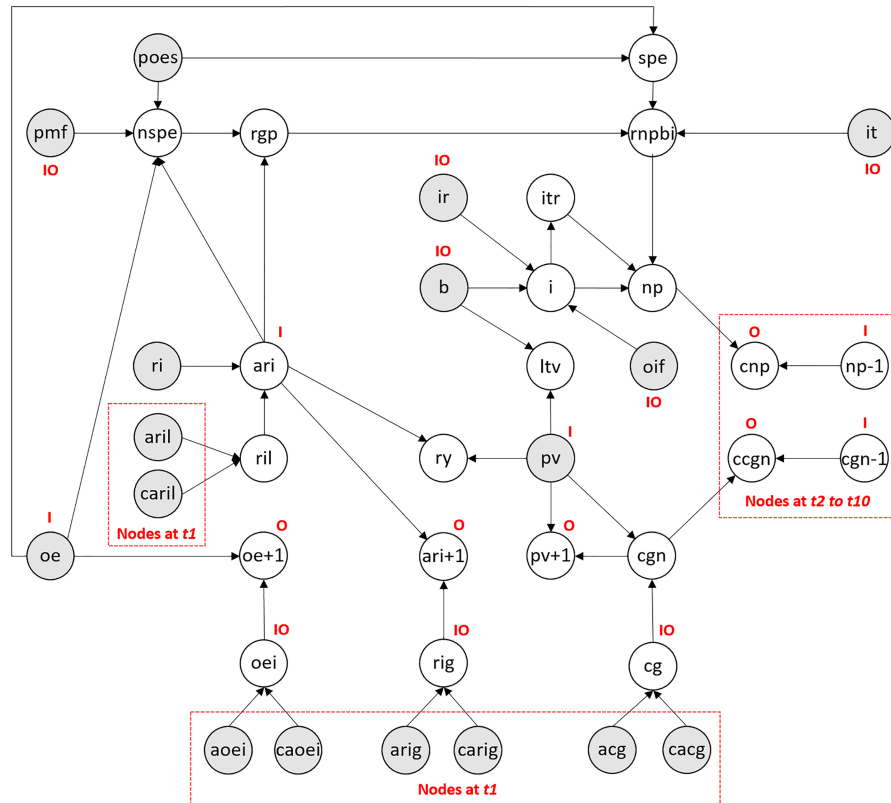 poes
spe
pmf
nspe
rgp
rnpbi
it
IO
IO
IO
ir
itr
IO
b
i
np
I
O
I
ri
ari
ltv
oif
cnp
np-1
IO
aril
I
O
I
ril
ry
pv
ccgn
cgn-1
caril
Nodes at t2 to t10
I
Nodes at t1
O
O
O
oe
oe+1
ari+1
pv+1
cgn
IO
IO
IO
oei
rig
cg
aoei
caoei
arig
carig
acg
cacg
Nodes at t1